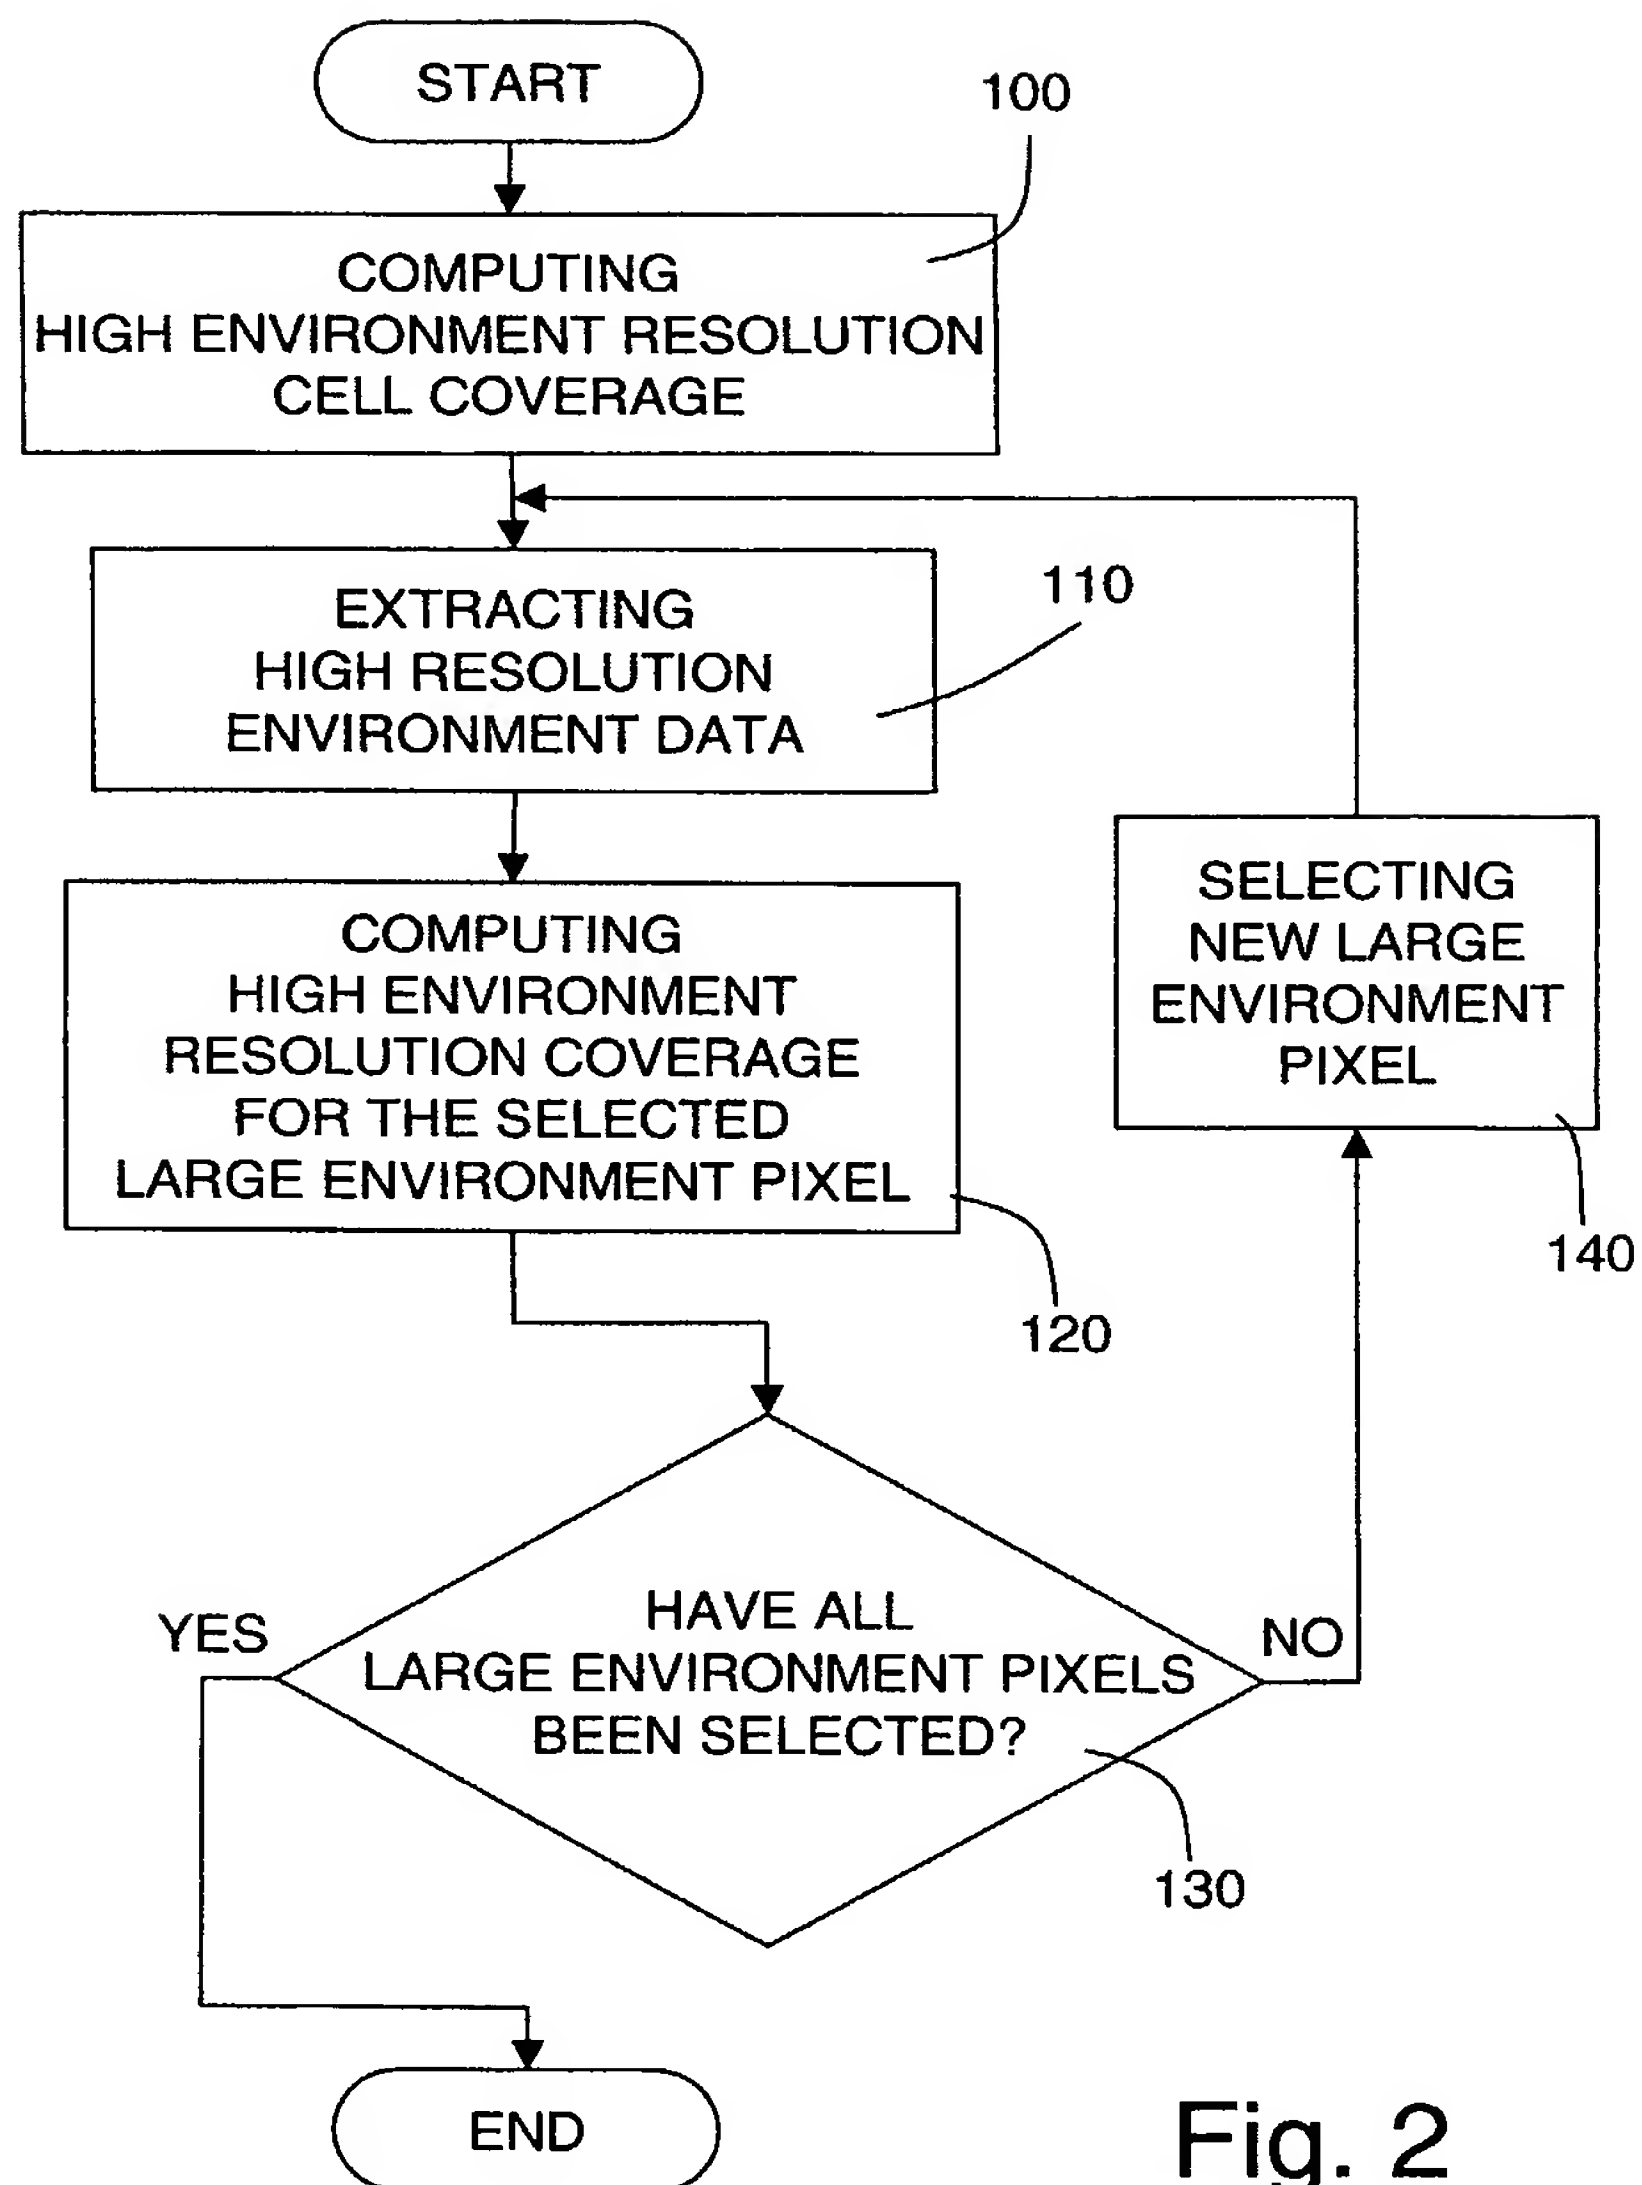 START
100
COMPUTING
HIGH ENVIRONMENT RESOLUTION
CELL COVERAGE
EXTRACTING
HIGH RESOLUTION
ENVIRONMENT DATA
110
COMPUTING
HIGH ENVIRONMENT
RESOLUTION COVERAGE
FOR THE SELECTED
LARGE ENVIRONMENT PIXEL
120
SELECTING
NEW LARGE
ENVIRONMENT
PIXEL
140
HAVE ALL
LARGE ENVIRONMENT PIXELS
BEEN SELECTED?
YES
NO
130
END
Fig. 2